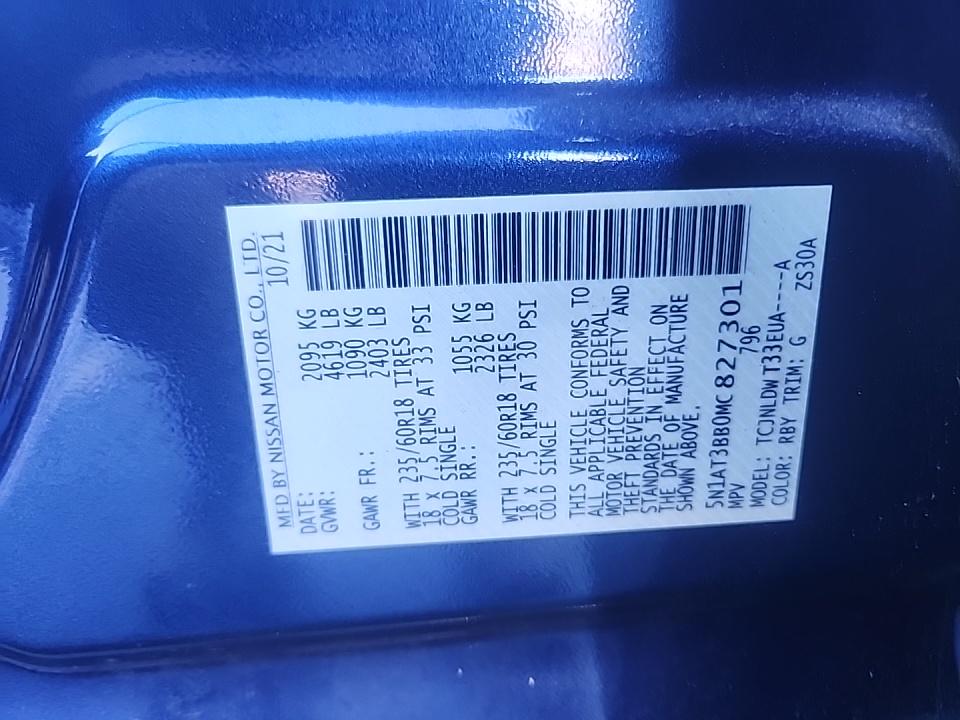 MFD BY NISSAN MOTOR CO., LTD.
DATE: 10/21
GVWR: 2095 KG
4619 LB
GAWR FR.: 1090 KG
2403 LB
WITH 235/60R18 TIRES
18 X 7.5 RIMS AT 33 PSI
COLD SINGLE
GAWR RR.: 1055 KG
2326 LB
WITH 235/60R18 TIRES
18 X 7.5 RIMS AT 30 PSI
COLD SINGLE
THIS VEHICLE CONFORMS TO
ALL APPLICABLE FEDERAL
MOTOR VEHICLE SAFETY AND
THEFT PREVENTION
STANDARDS IN EFFECT ON
THE DATE OF MANUFACTURE
SHOWN ABOVE.
5N1AT3BB0MC827301
MPV 796
MODEL: TCJNLDWT33EUA----A
COLOR: RBY TRIM: G ZS30A